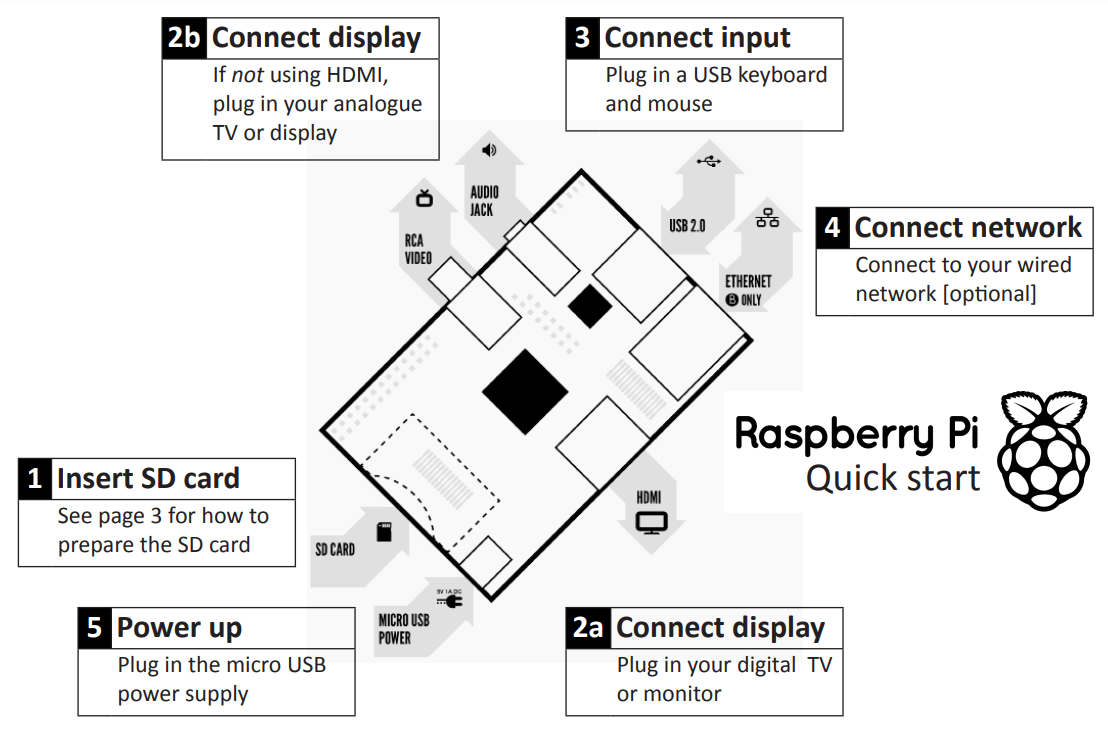 2b Connect display
If not using HDMI,
plug in your analogue
TV or display
3 Connect input
Plug in a USB keyboard
and mouse
AUDIO
JACK
RCA
VIDEO
USB 2.0
ETHERNET
B ONLY
4 Connect network
Connect to your wired
network [optional]
Raspberry Pi
Quick start
1 Insert SD card
See page 3 for how to
prepare the SD card
HDMI
SD CARD
5V 1A DC
MICRO USB
POWER
5 Power up
Plug in the micro USB
power supply
2a Connect display
Plug in your digital TV
or monitor